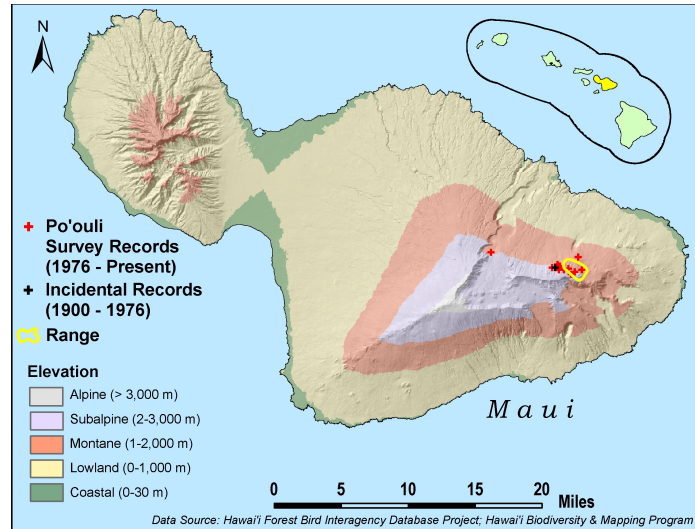 N
Po'ouli
Survey Records
(1976 - Present)
Incidental Records
(1900 - 1976)
Range
Elevation
Alpine (> 3,000 m)
Subalpine (2-3,000 m)
Montane (1-2,000 m)
Lowland (0-1,000 m)
Coastal (0-30 m)
Maui
0 5 10 15 20
Miles
Data Source: Hawai'i Forest Bird Interagency Database Project; Hawai'i Biodiversity & Mapping Program